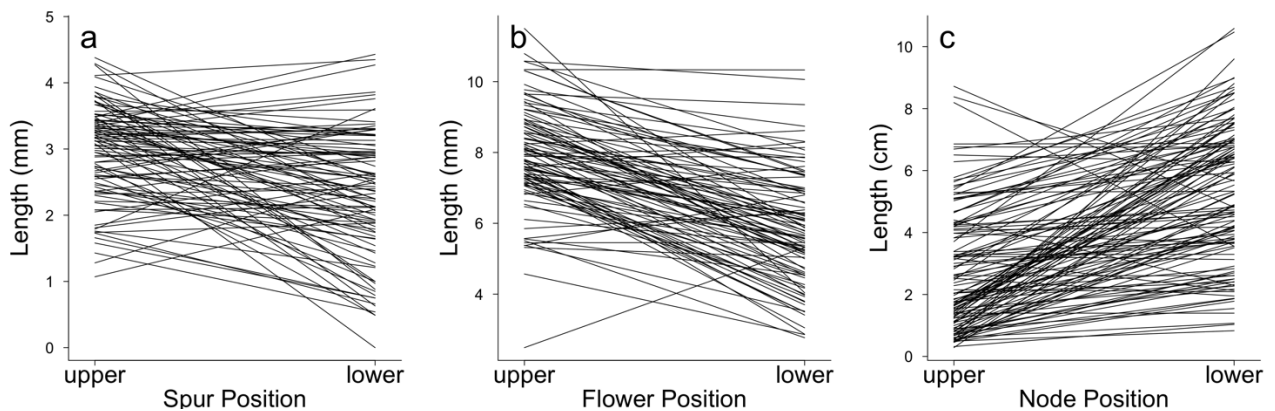 a
Length (mm)
5
4
3
2
1
0
upper
lower
Spur Position
b
Length (mm)
10
8
6
4
upper
lower
Flower Position
c
Length (cm)
10
8
6
4
2
0
upper
lower
Node Position